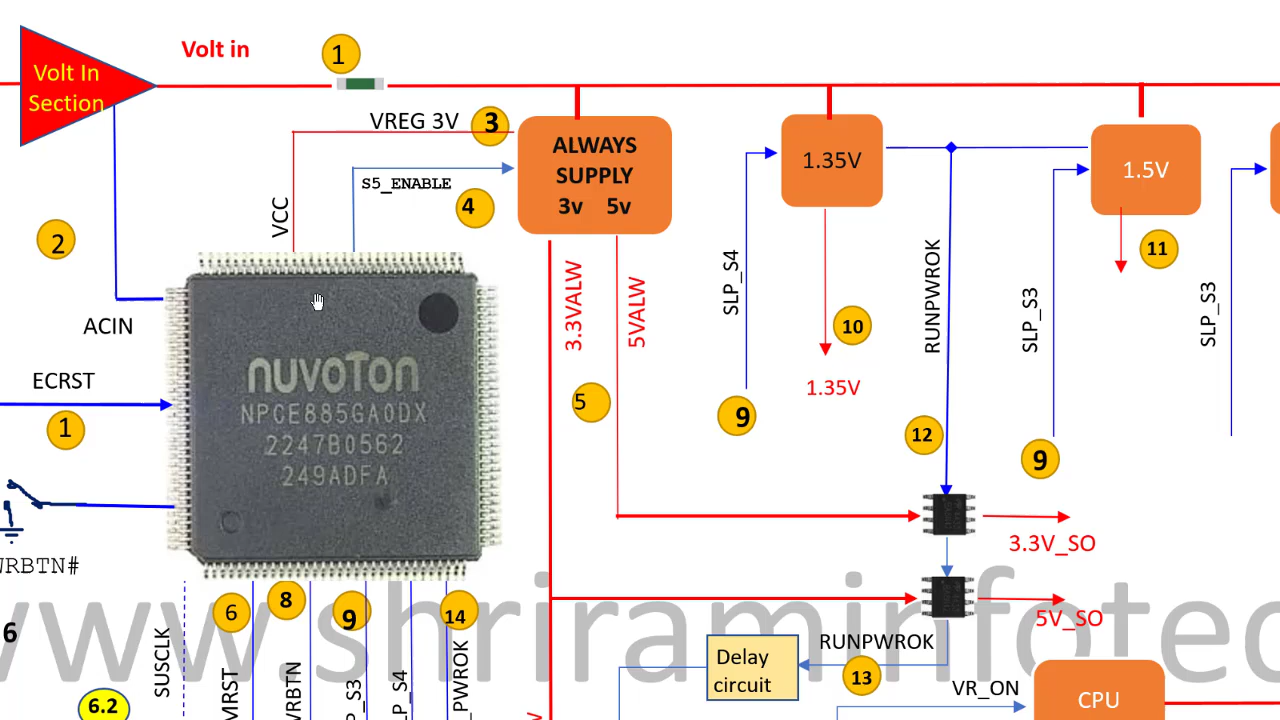 Volt in
1
Volt In
Section
VREG 3V
3
ALWAYS
SUPPLY
3v 5v
1.35V
1.5V
S5_ENABLE
4
VCC
2
ACIN
ECRST
1
nuvoTon
NPCE885GA0DX
2247B0562
249ADFA
3.3VALW
5VALW
5
SLP_S4
9
10
1.35V
RUNPWROK
12
SLP_S3
9
11
SLP_S3
3.3V_SO
5V_SO
WRBTN#
6
6.2
SUSCLK
6
MRST
8
VRBTN
9
P_S3
LP_S4
14
_PWROK
www.shriraminfotec
Delay
circuit
RUNPWROK
13
VR_ON
CPU